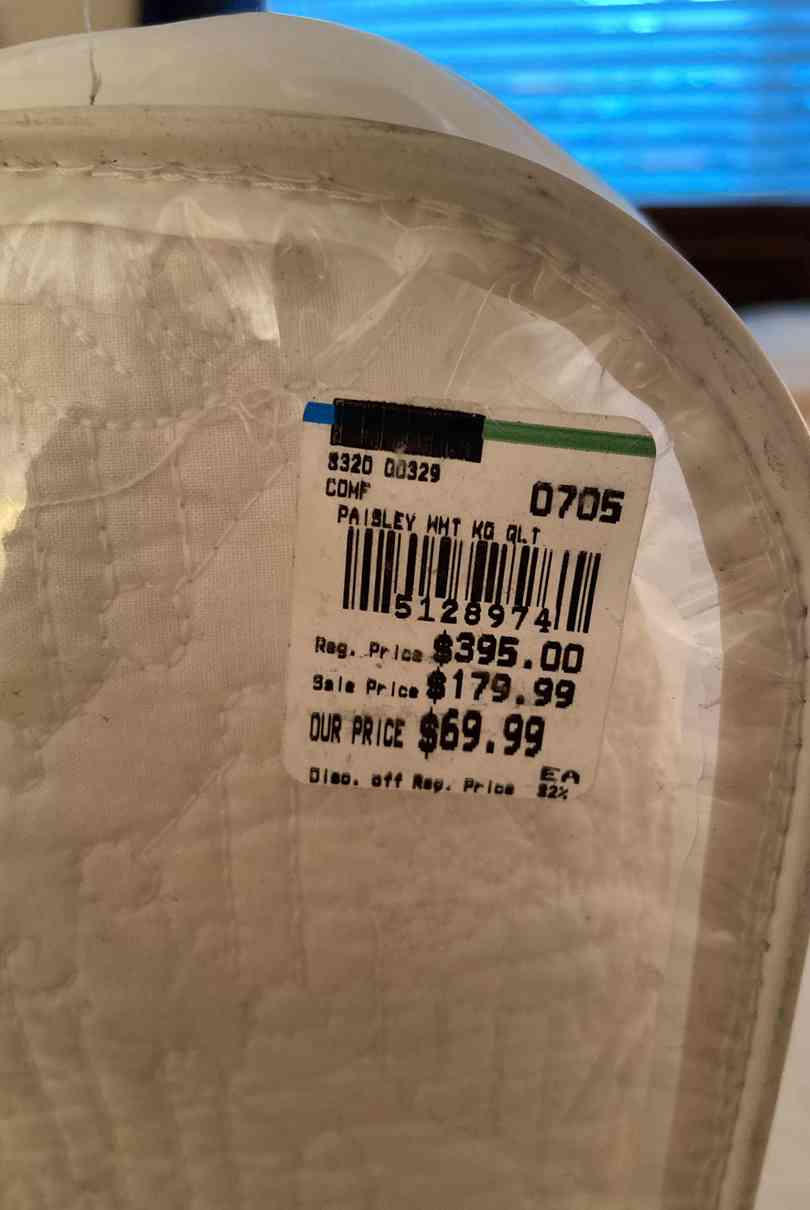 8320 00329
COMF
0705
PAISLEY WHT KG QLT
5128974
Reg. Price $395.00
Sale Price $179.99
OUR PRICE $69.99
EA
Disc. off Reg. Price 82%